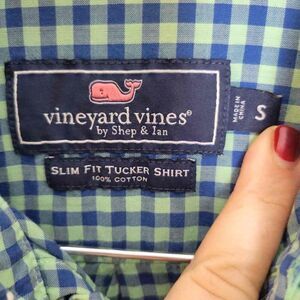 vineyard vines®
by Shep & Ian
MADE IN
CHINA
S
SLIM FIT TUCKER SHIRT
100% COTTON